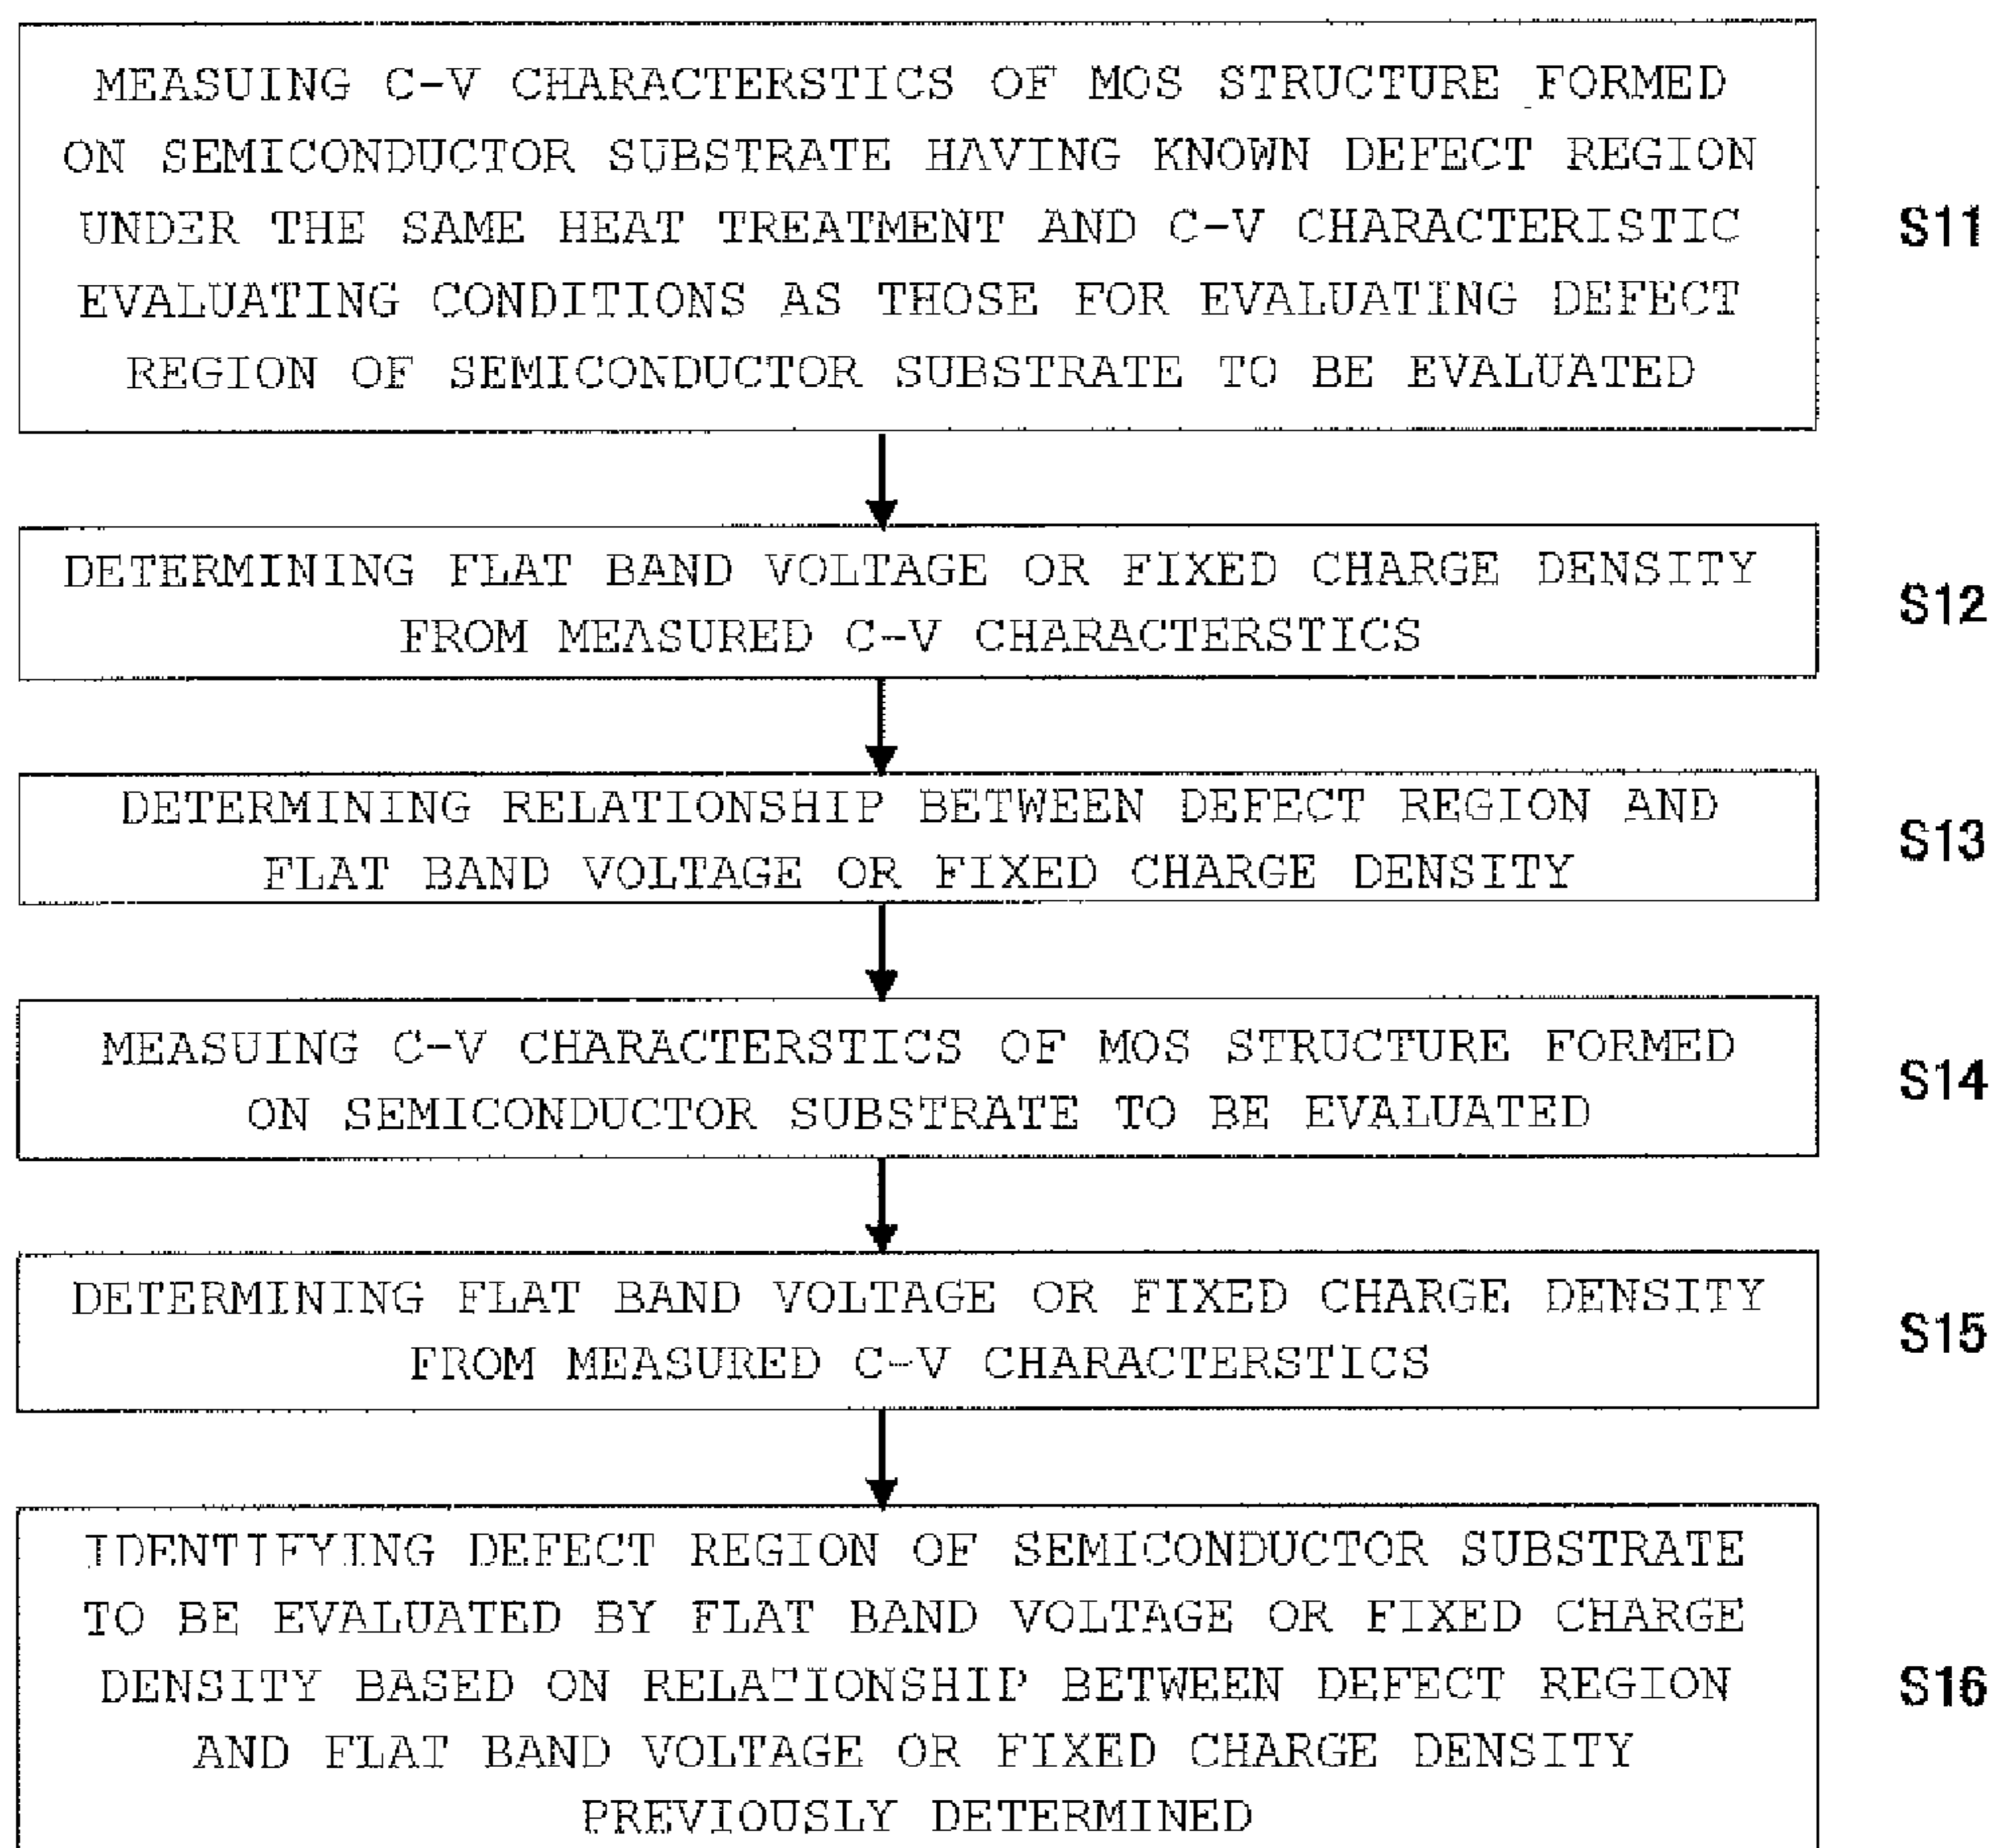 MEASUING C-V CHARACTERSTICS OF MOS STRUCTURE FORMED
ON SEMICONDUCTOR SUBSTRATE HAVING KNOWN DEFECT REGION
UNDER THE SAME HEAT TREATMENT AND C-V CHARACTERISTIC
EVALUATING CONDITIONS AS THOSE FOR EVALUATING DEFECT
REGION OF SEMICONDUCTOR SUBSTRATE TO BE EVALUATED
S11
DETERMINING FLAT BAND VOLTAGE OR FIXED CHARGE DENSITY
FROM MEASURED C-V CHARACTERSTICS
S12
DETERMINING RELATIONSHIP BETWEEN DEFECT REGION AND
FLAT BAND VOLTAGE OR FIXED CHARGE DENSITY
S13
MEASUING C-V CHARACTERSTICS OF MOS STRUCTURE FORMED
ON SEMICONDUCTOR SUBSTRATE TO BE EVALUATED
S14
DETERMINING FLAT BAND VOLTAGE OR FIXED CHARGE DENSITY
FROM MEASURED C-V CHARACTERSTICS
S15
IDENTIFYING DEFECT REGION OF SEMICONDUCTOR SUBSTRATE
TO BE EVALUATED BY FLAT BAND VOLTAGE OR FIXED CHARGE
DENSITY BASED ON RELATIONSHIP BETWEEN DEFECT REGION
AND FLAT BAND VOLTAGE OR FIXED CHARGE DENSITY
PREVIOUSLY DETERMINED
S16